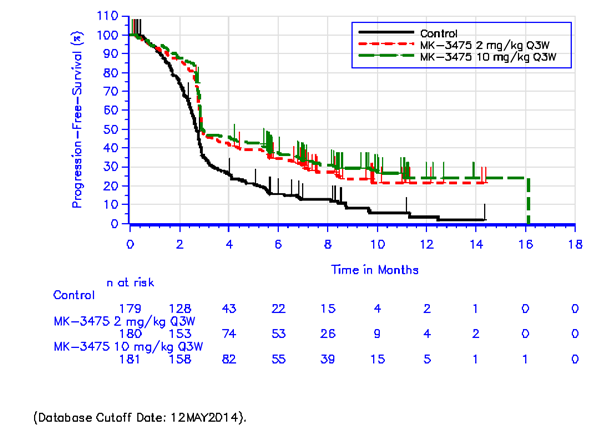 Progression-Free-Survival (%)
110
100
90
80
70
60
50
40
30
20
10
0
Control
MK-3475 2 mg/kg Q3W
MK-3475 10 mg/kg Q3W
0 2 4 6 8 10 12 14 16 18
Time in Months
n at risk
Control
179 128 43 22 15 4 2 1 0 0
MK-3475 2 mg/kg Q3W
180 153 74 53 26 9 4 2 0 0
MK-3475 10 mg/kg Q3W
181 158 82 55 39 15 5 1 1 0
(Database Cutoff Date: 12MAY2014).